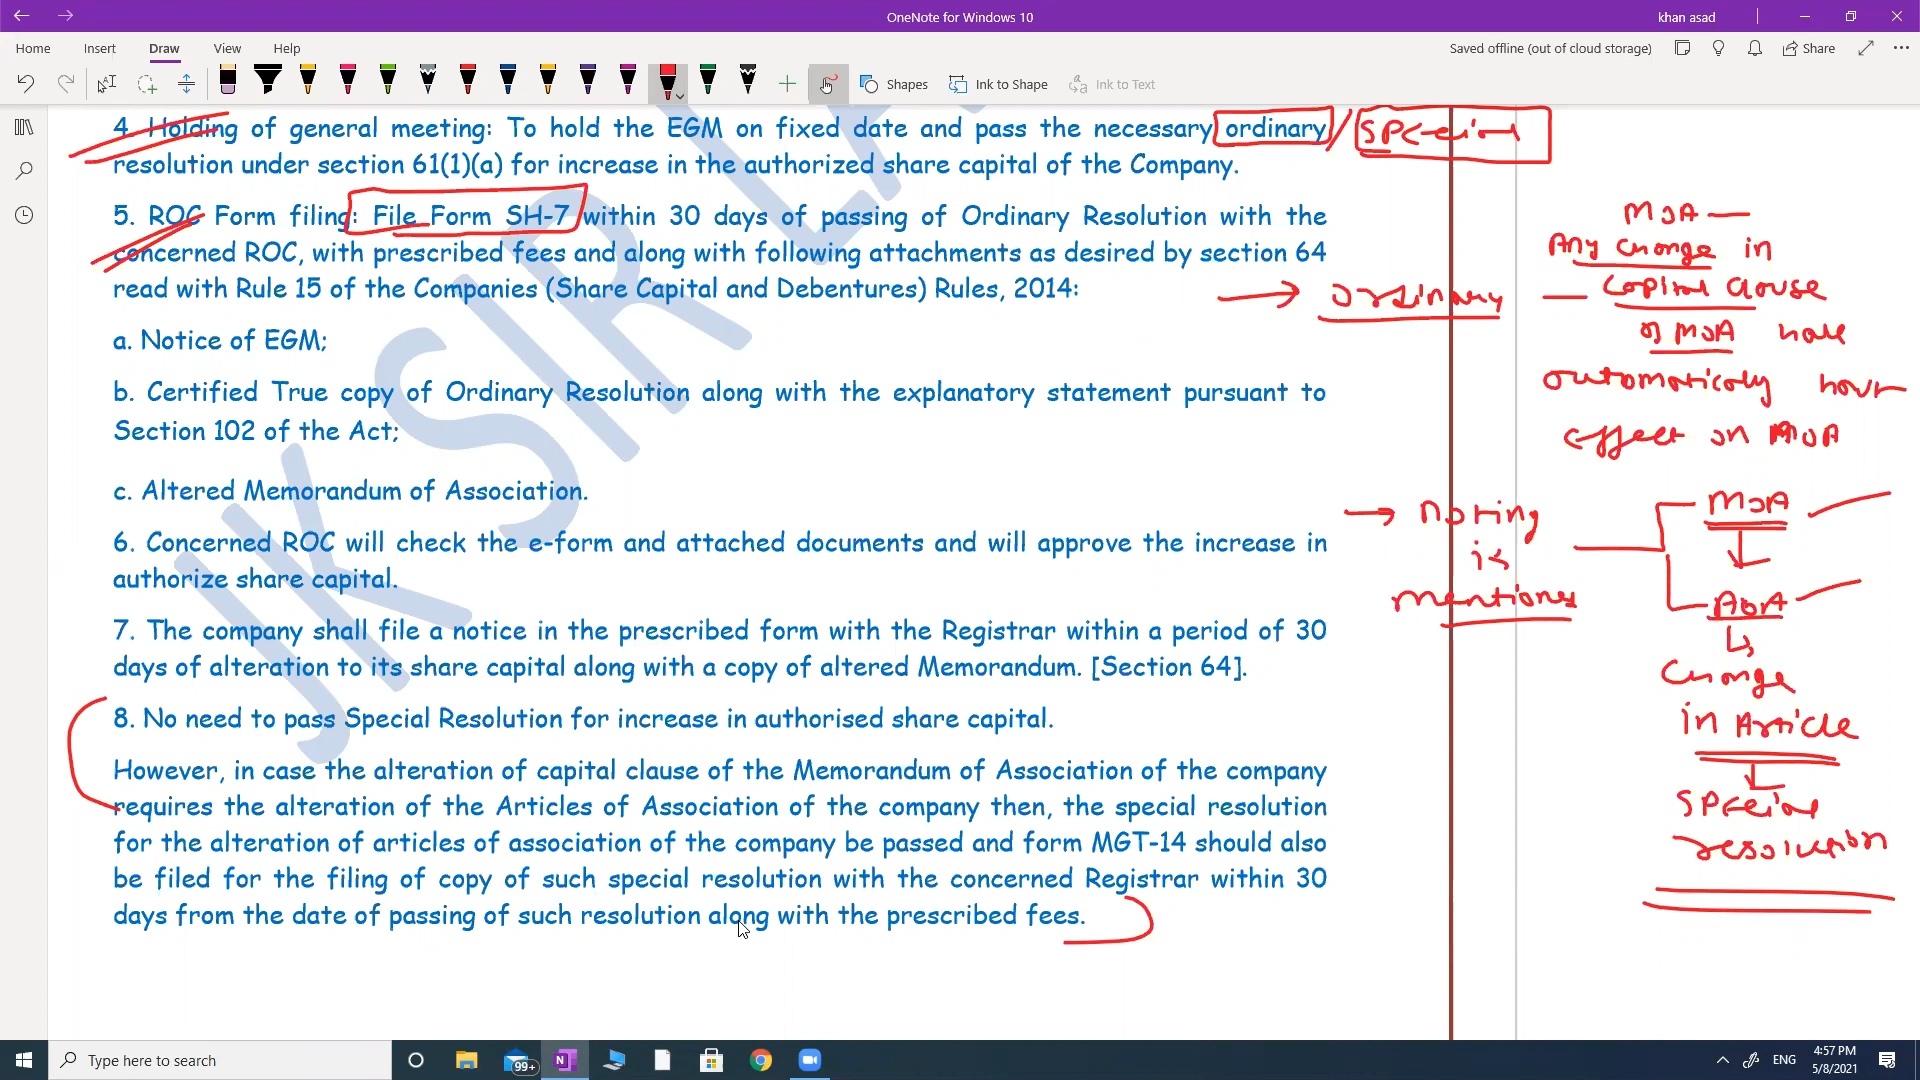 OneNote for Windows 10
khan asad
Home Insert Draw View Help
Saved offline (out of cloud storage)
Share
Shapes
Ink to Shape
Ink to Text
4. Holding of general meeting: To hold the EGM on fixed date and pass the necessary ordinary
resolution under section 61(1)(a) for increase in the authorized share capital of the Company.
5. ROC Form filing: File Form SH-7 within 30 days of passing of Ordinary Resolution with the
concerned ROC, with prescribed fees and along with following attachments as desired by section 64
read with Rule 15 of the Companies (Share Capital and Debentures) Rules, 2014:
a. Notice of EGM;
b. Certified True copy of Ordinary Resolution along with the explanatory statement pursuant to
Section 102 of the Act;
c. Altered Memorandum of Association.
6. Concerned ROC will check the e-form and attached documents and will approve the increase in
authorize share capital.
7. The company shall file a notice in the prescribed form with the Registrar within a period of 30
days of alteration to its share capital along with a copy of altered Memorandum. [Section 64].
8. No need to pass Special Resolution for increase in authorised share capital.
However, in case the alteration of capital clause of the Memorandum of Association of the company
requires the alteration of the Articles of Association of the company then, the special resolution
for the alteration of articles of association of the company be passed and form MGT-14 should also
be filed for the filing of copy of such special resolution with the concerned Registrar within 30
days from the date of passing of such resolution along with the prescribed fees.
JK SIR LA
/ Special
MOA —
Any change in
Capital Clause
of MOA
automaticaly
effect on MOA
→ ordinary —
→
is
MOA
AOA
change
in Article
Special
resolution
Type here to search
99+
N
ENG
4:57 PM
5/8/2021